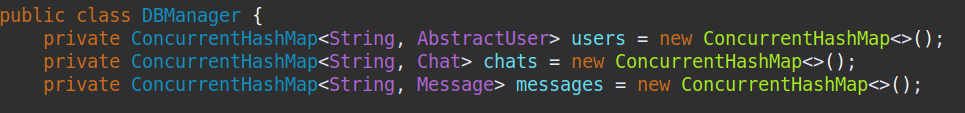 public class DBManager {
    private ConcurrentHashMap<String, AbstractUser> users = new ConcurrentHashMap<>();
    private ConcurrentHashMap<String, Chat> chats = new ConcurrentHashMap<>();
    private ConcurrentHashMap<String, Message> messages = new ConcurrentHashMap<>();